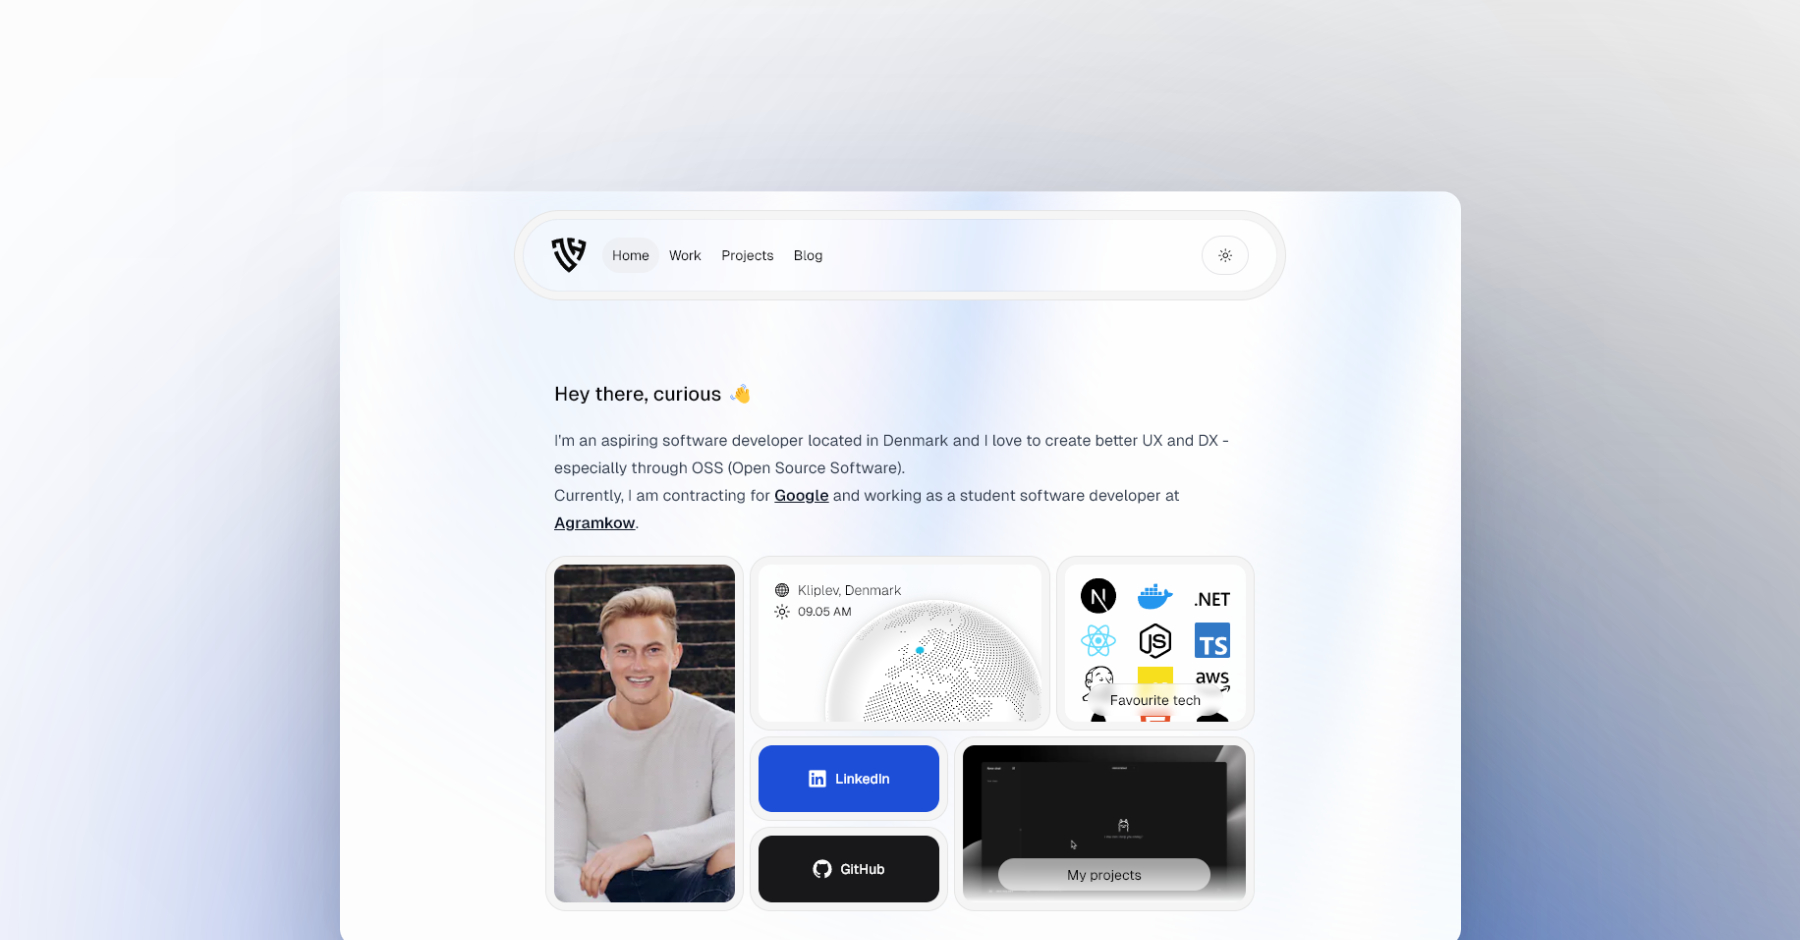 Home Work Projects Blog
Hey there, curious 👋
I'm an aspiring software developer located in Denmark and I love to create better UX and DX -
especially through OSS (Open Source Software).
Currently, I am contracting for Google and working as a student software developer at
Agramkow.
Kliplev, Denmark
09.05 AM
N
.NET
JS
TS
aws
Favourite tech
in LinkedIn
GitHub
My projects